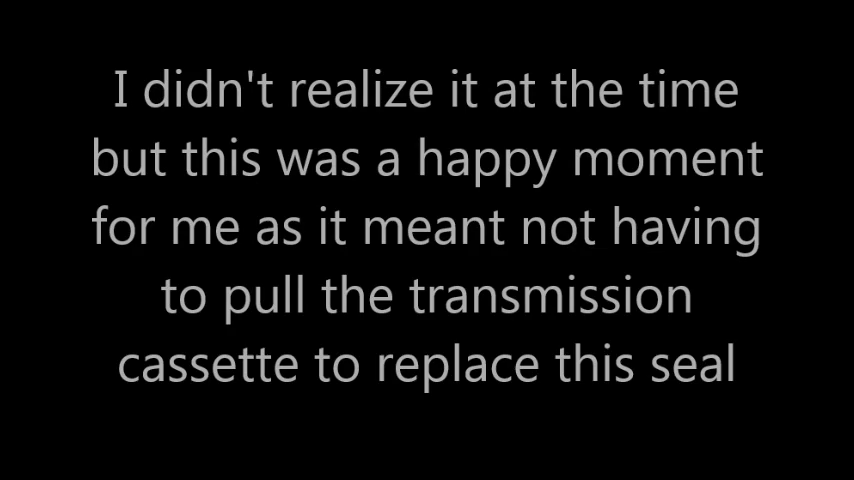 I didn't realize it at the time
but this was a happy moment
for me as it meant not having
to pull the transmission
cassette to replace this seal